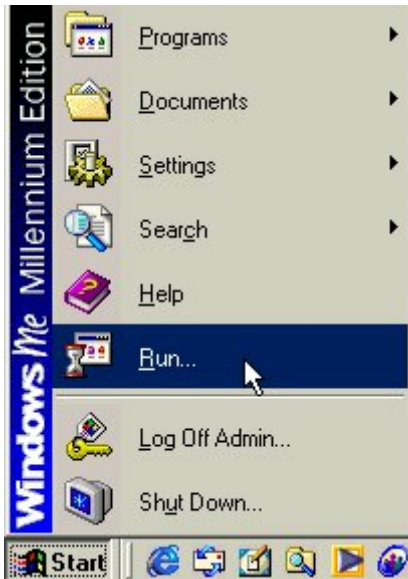 Windows Me Millennium Edition
Programs
Documents
Settings
Search
Help
Run...
Log Off Admin...
Shut Down...
Start